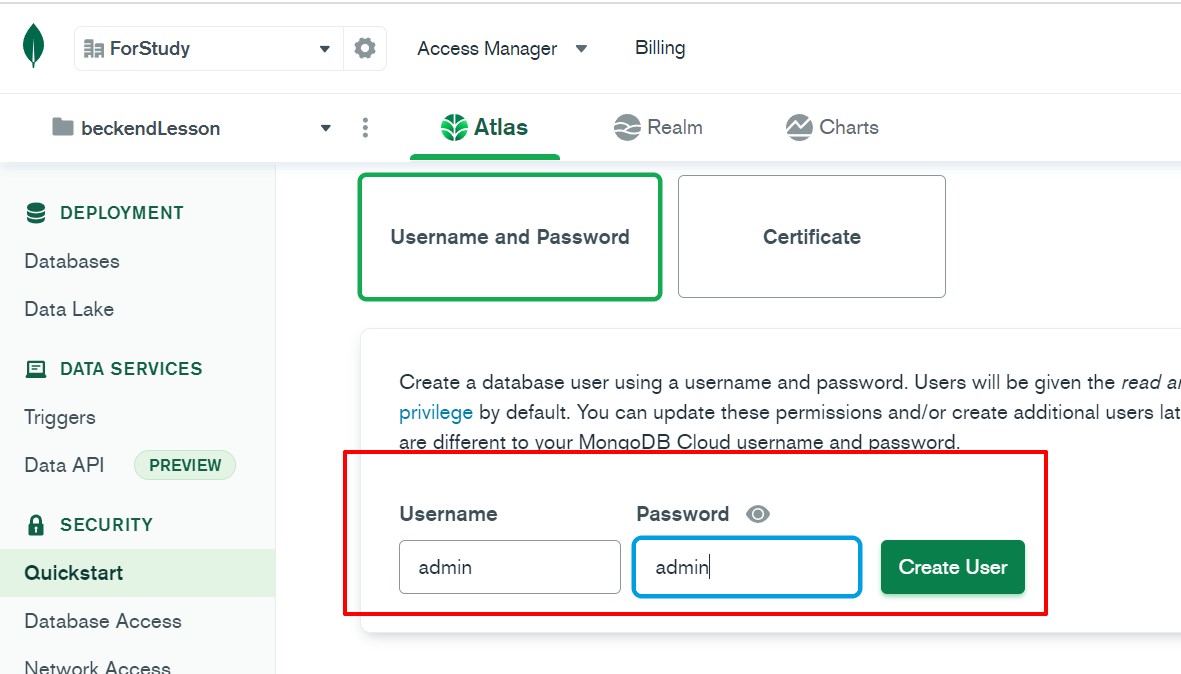 ForStudy
Access Manager
Billing
beckendLesson
Atlas
Realm
Charts
DEPLOYMENT
Databases
Data Lake
DATA SERVICES
Triggers
Data API PREVIEW
SECURITY
Quickstart
Database Access
Network Access
Username and Password
Certificate
Create a database user using a username and password. Users will be given the read
privilege by default. You can update these permissions and/or create additional users
are different to your MongoDB Cloud username and password.
Username
Password
admin
admin
Create User